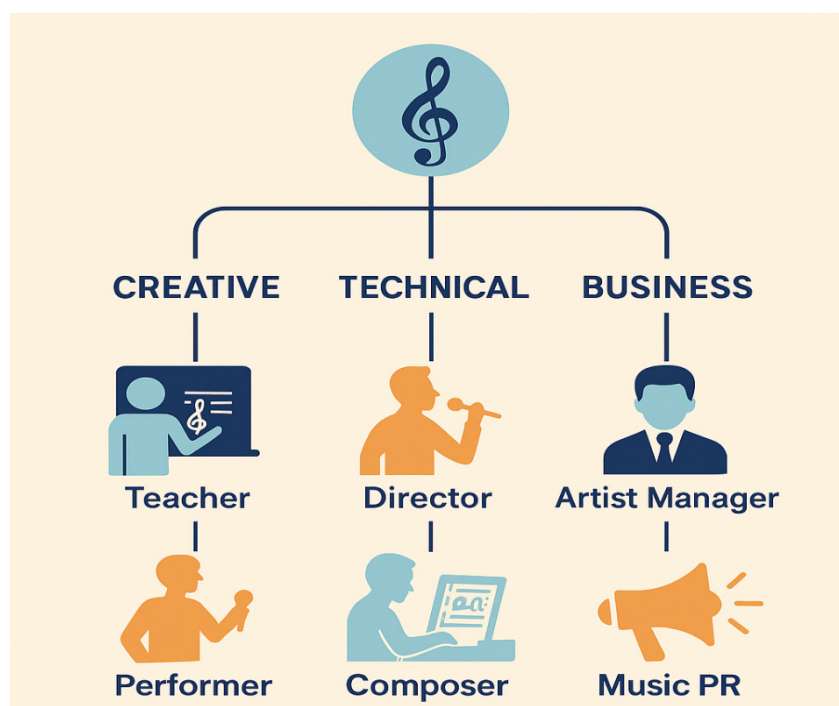 CREATIVE TECHNICAL BUSINESS
Teacher Director Artist Manager
Performer Composer Music PR